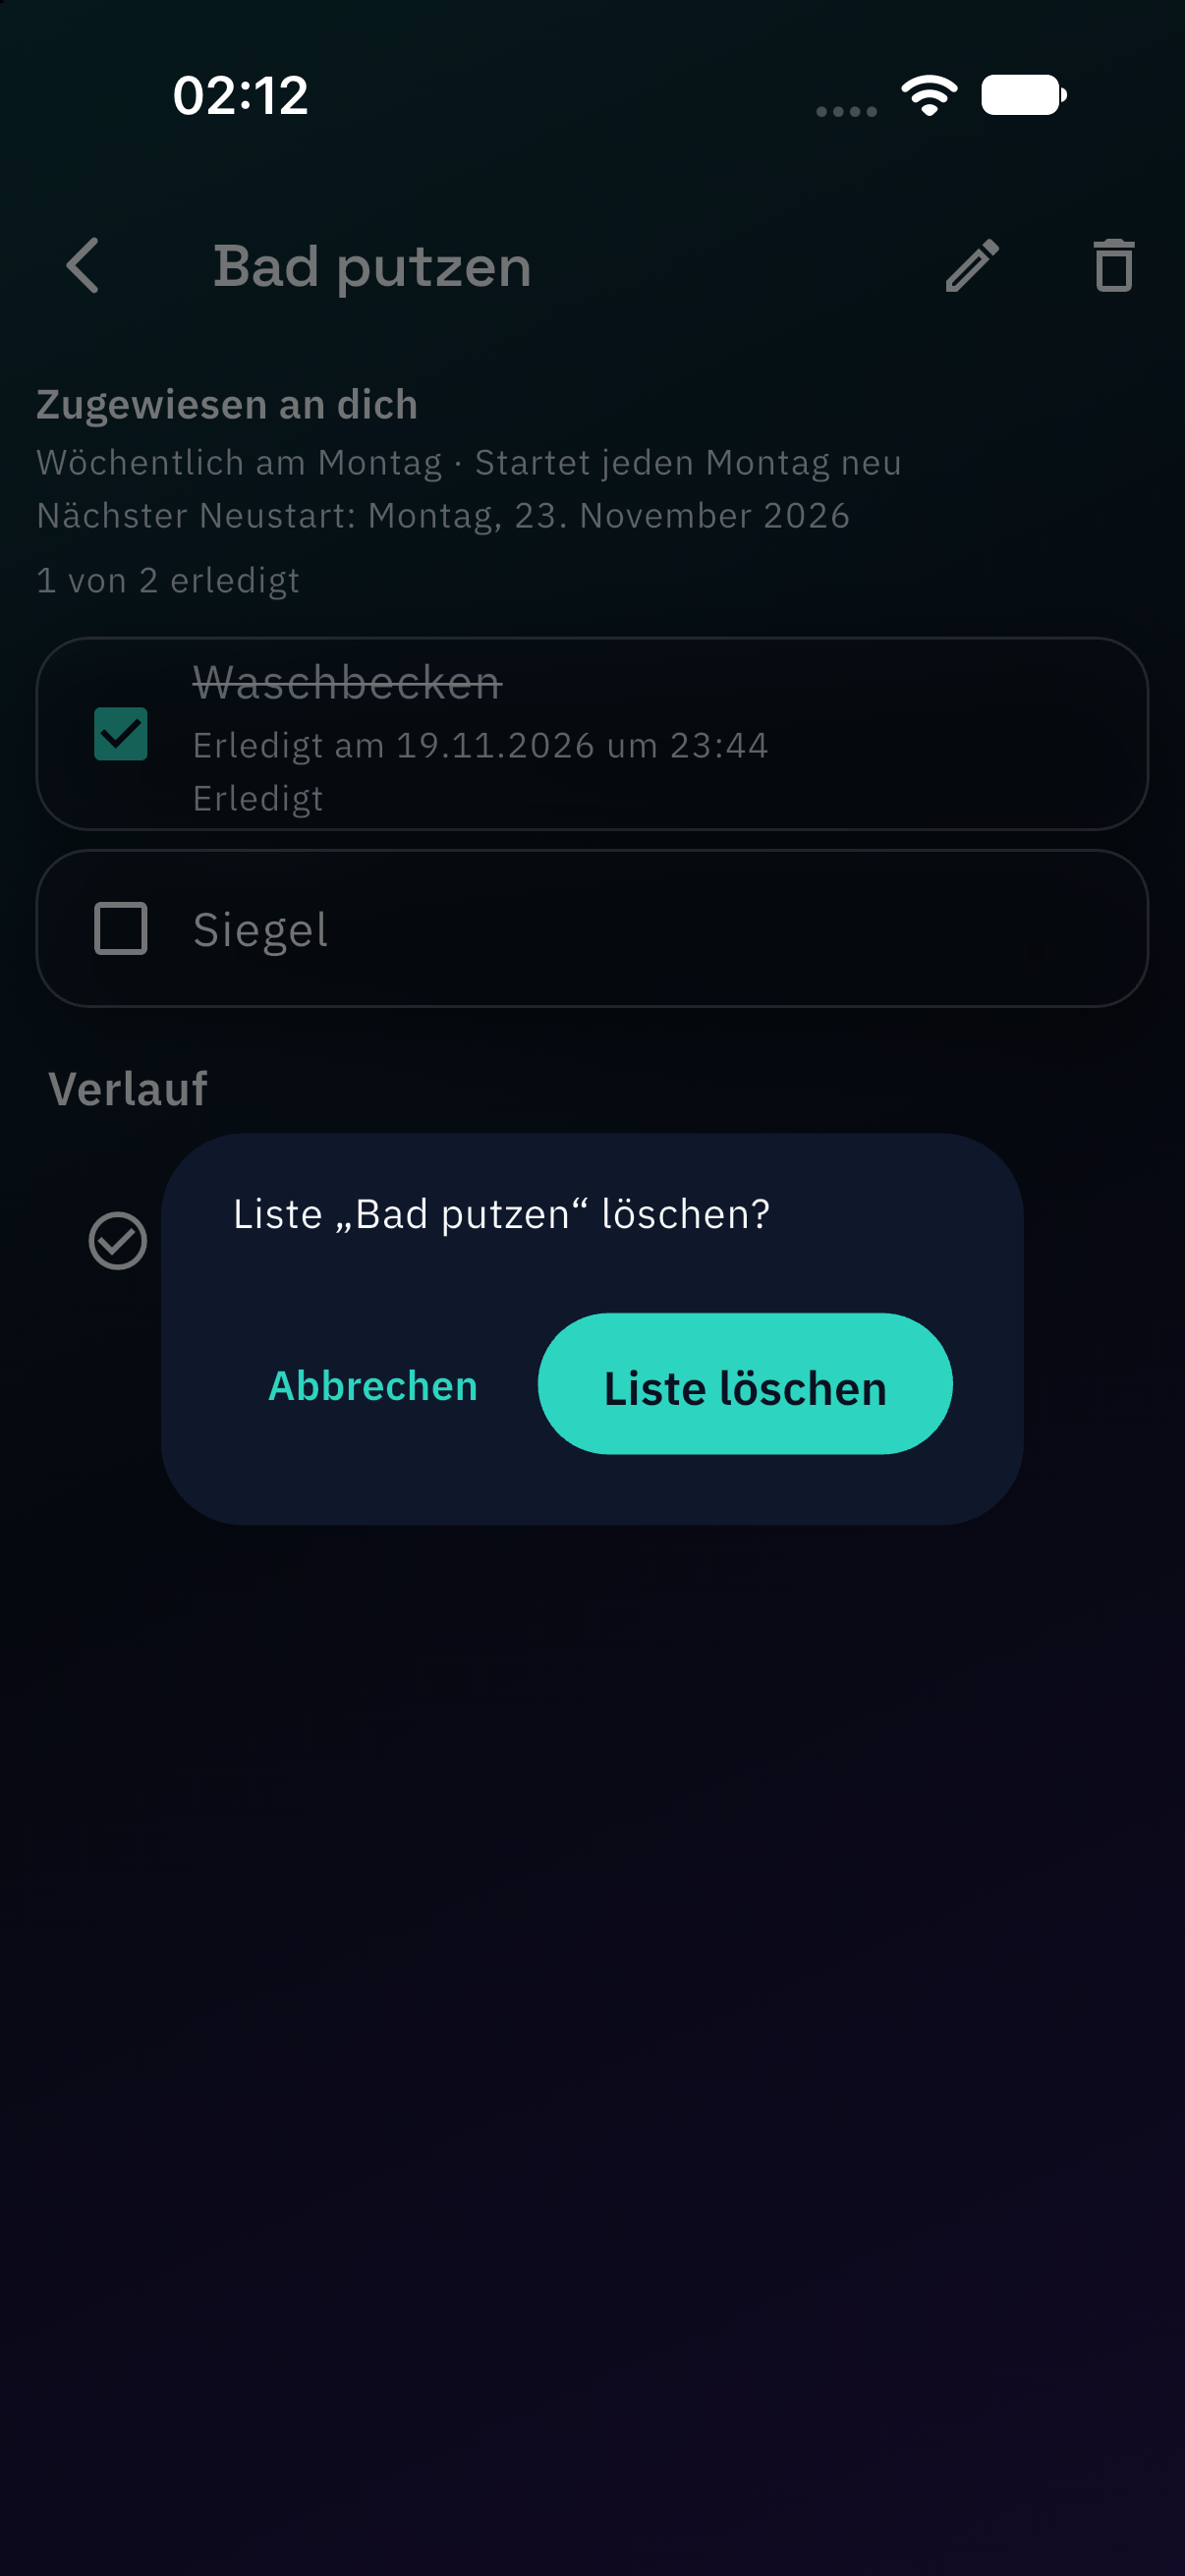 02:12
Bad putzen
Zugewiesen an dich
Wöchentlich am Montag · Startet jeden Montag neu
Nächster Neustart: Montag, 23. November 2026
1 von 2 erledigt
Waschbecken
Erledigt am 19.11.2026 um 23:44
Erledigt
Siegel
Verlauf
Liste „Bad putzen“ löschen?
Abbrechen
Liste löschen